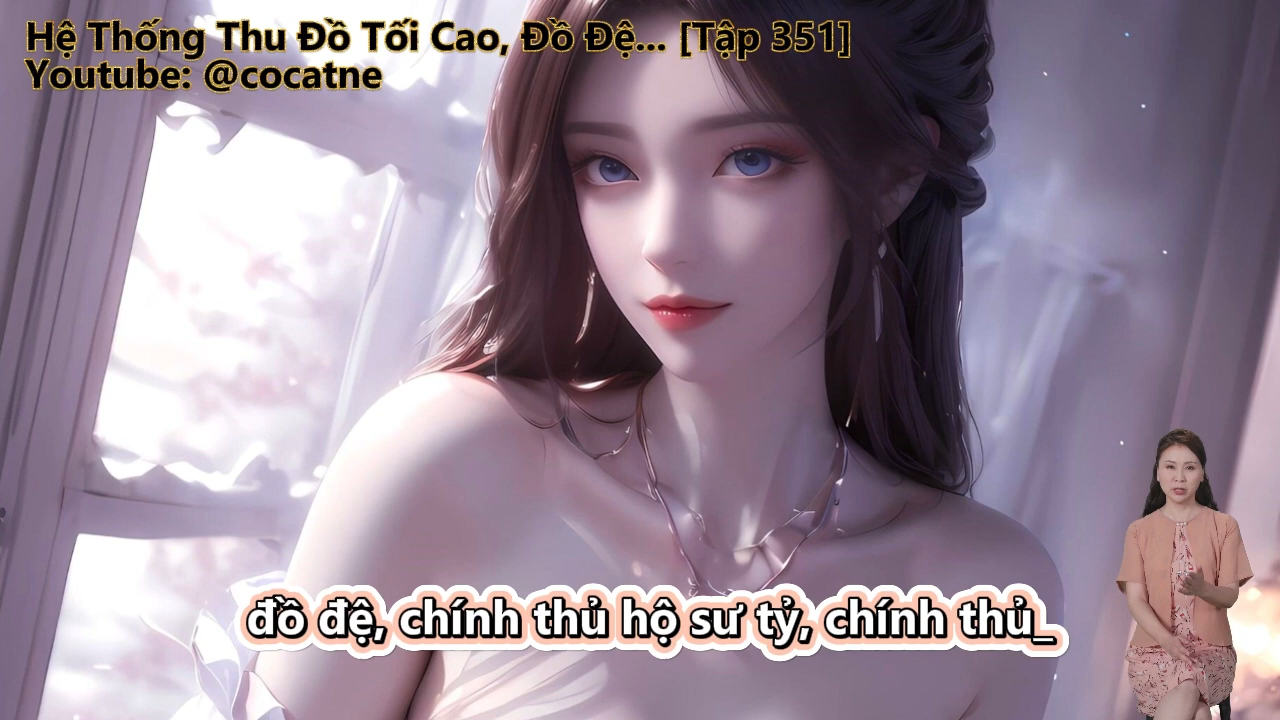 Hệ Thống Thu Đồ Tối Cao, Đồ Đệ... [Tập 351]
Youtube: @cocatne
đồ đệ, chính thủ hộ sư tỷ, chính thủ_